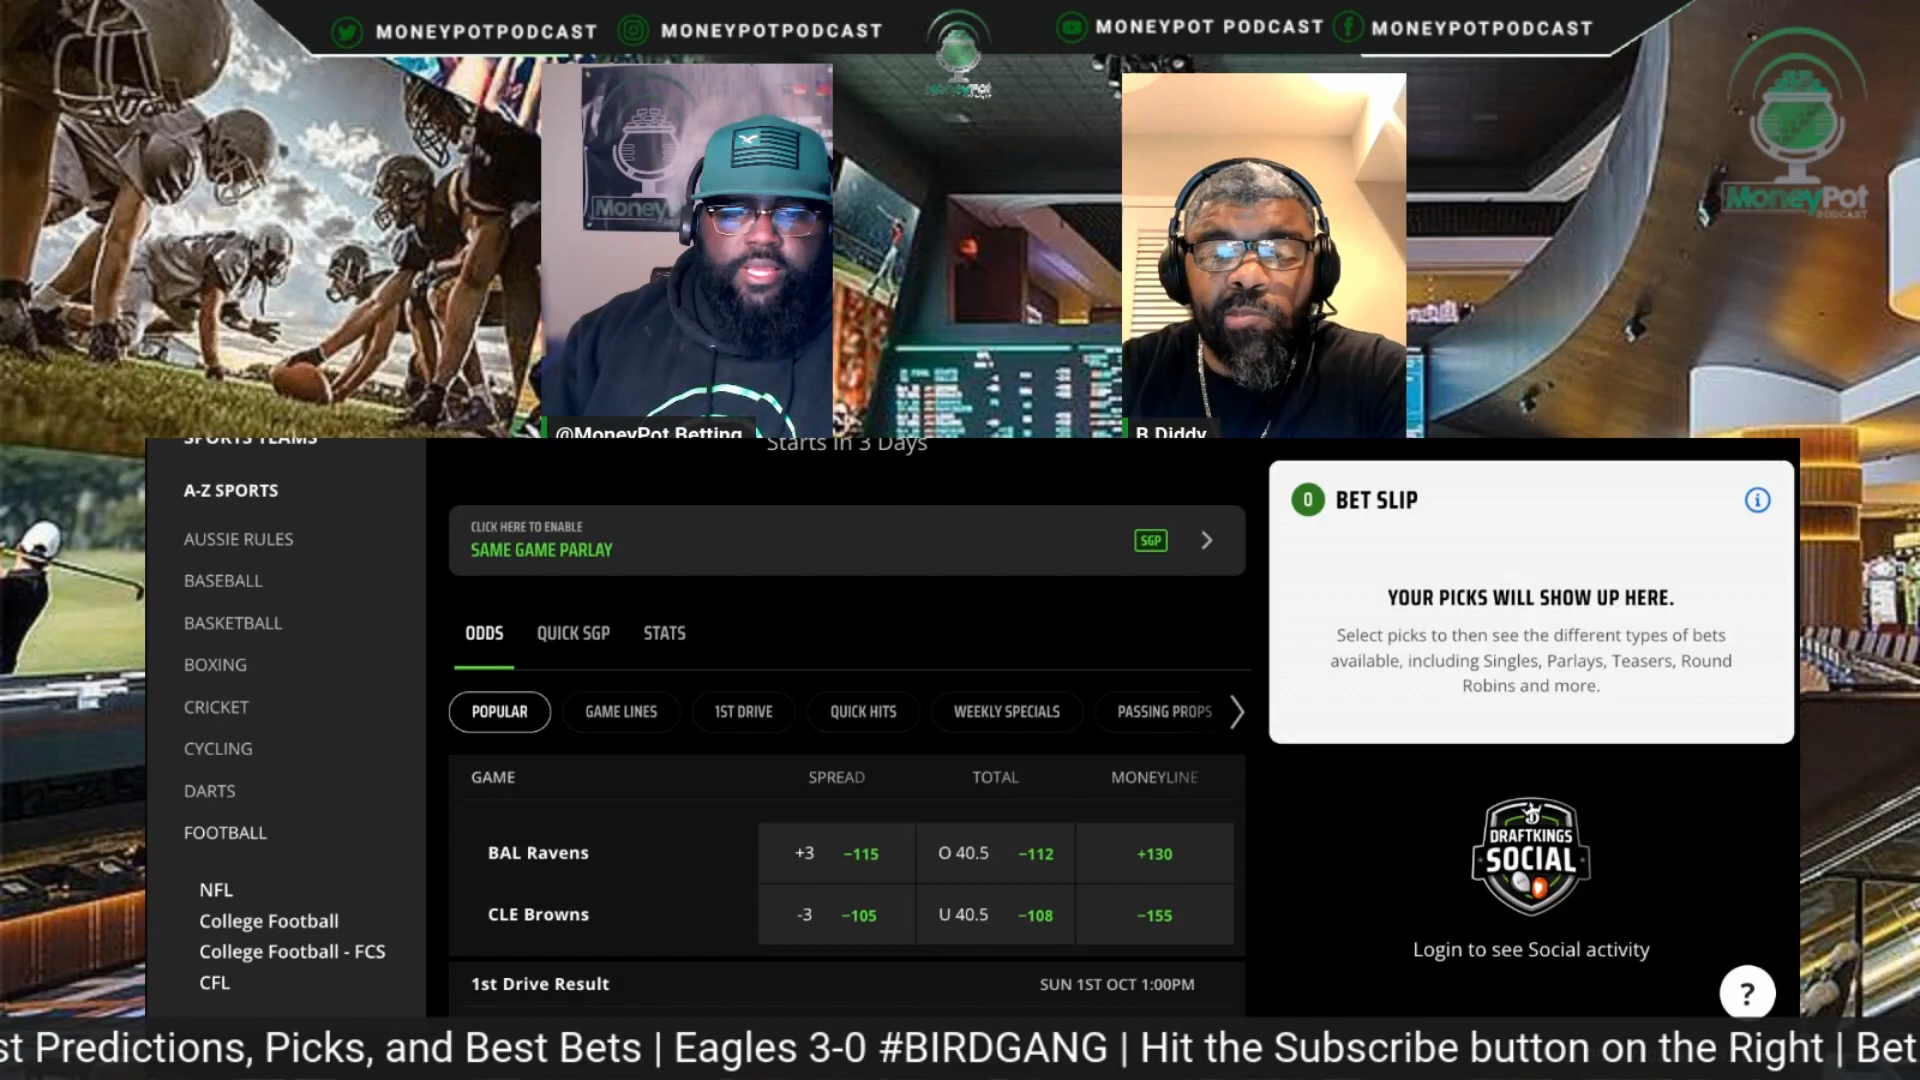 MONEYPOTPODCAST
MONEYPOTPODCAST
MONEYPOT PODCAST
MONEYPOTPODCAST
MoneyPot
MoneyPot
PODCAST
Money
@MoneyPot Betting
B Diddy
SPORTS TEAMS
A-Z SPORTS
AUSSIE RULES
BASEBALL
BASKETBALL
BOXING
CRICKET
CYCLING
DARTS
FOOTBALL
NFL
College Football
College Football - FCS
CFL
Starts in 3 Days
CLICK HERE TO ENABLE
SAME GAME PARLAY
SGP
ODDS QUICK SGP STATS
POPULAR GAME LINES 1ST DRIVE QUICK HITS WEEKLY SPECIALS PASSING PROPS
GAME SPREAD TOTAL MONEYLINE
BAL Ravens +3 −115 O 40.5 −112 +130
CLE Browns -3 −105 U 40.5 −108 −155
1st Drive Result SUN 1ST OCT 1:00PM
0 BET SLIP
YOUR PICKS WILL SHOW UP HERE.
Select picks to then see the different types of bets
available, including Singles, Parlays, Teasers, Round
Robins and more.
DRAFTKINGS
SOCIAL
Login to see Social activity
?
st Predictions, Picks, and Best Bets | Eagles 3-0 #BIRDGANG | Hit the Subscribe button on the Right | Bet